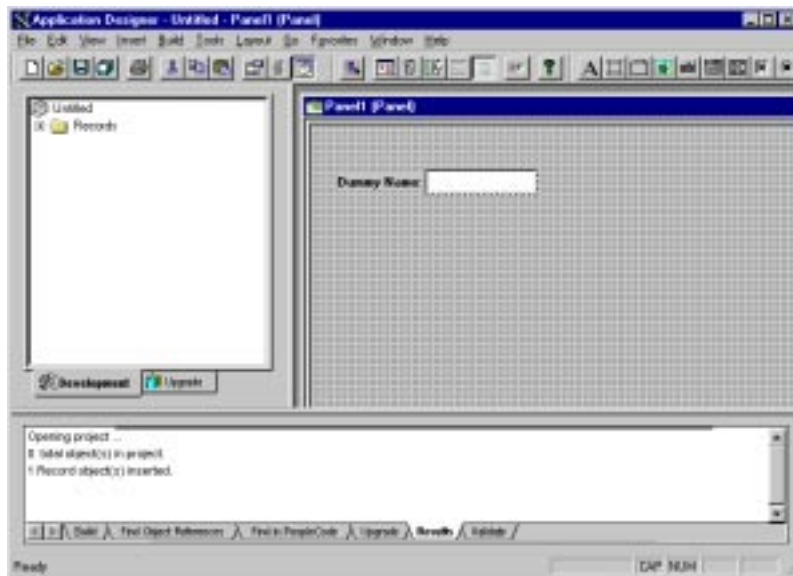 Application Designer - Untitled - Panel1 (Panel)
File Edit View Insert Build Tools Layout Go Favorites Window Help
Untitled
Records
Panel1 (Panel)
Dummy Name:
Development Upgrade
Opening project ...
0 total object(s) in project.
1 Record object(s) inserted.
Build Find Object References Find in PeopleCode Upgrade Results Validate
Ready CAP NUM